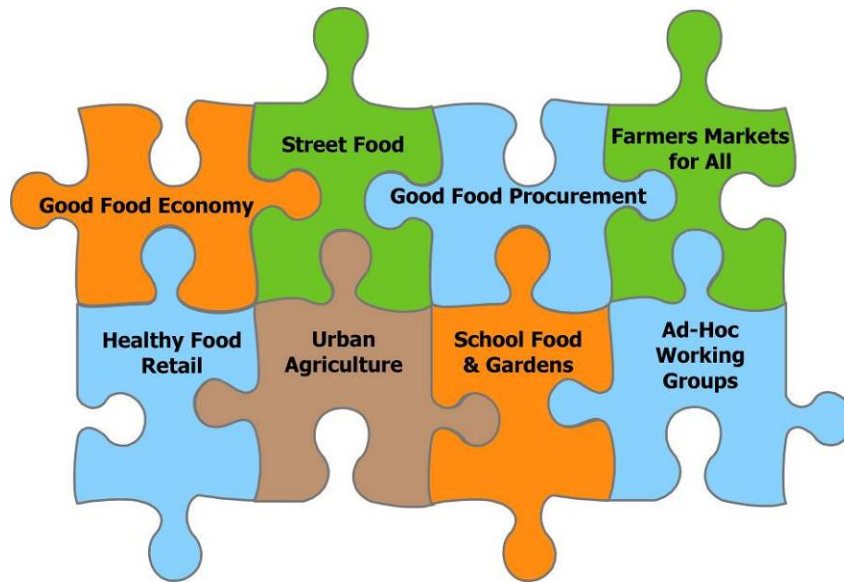 Good Food Economy
Street Food
Good Food Procurement
Farmers Markets
for All
Healthy Food
Retail
Urban
Agriculture
School Food
& Gardens
Ad-Hoc
Working
Groups